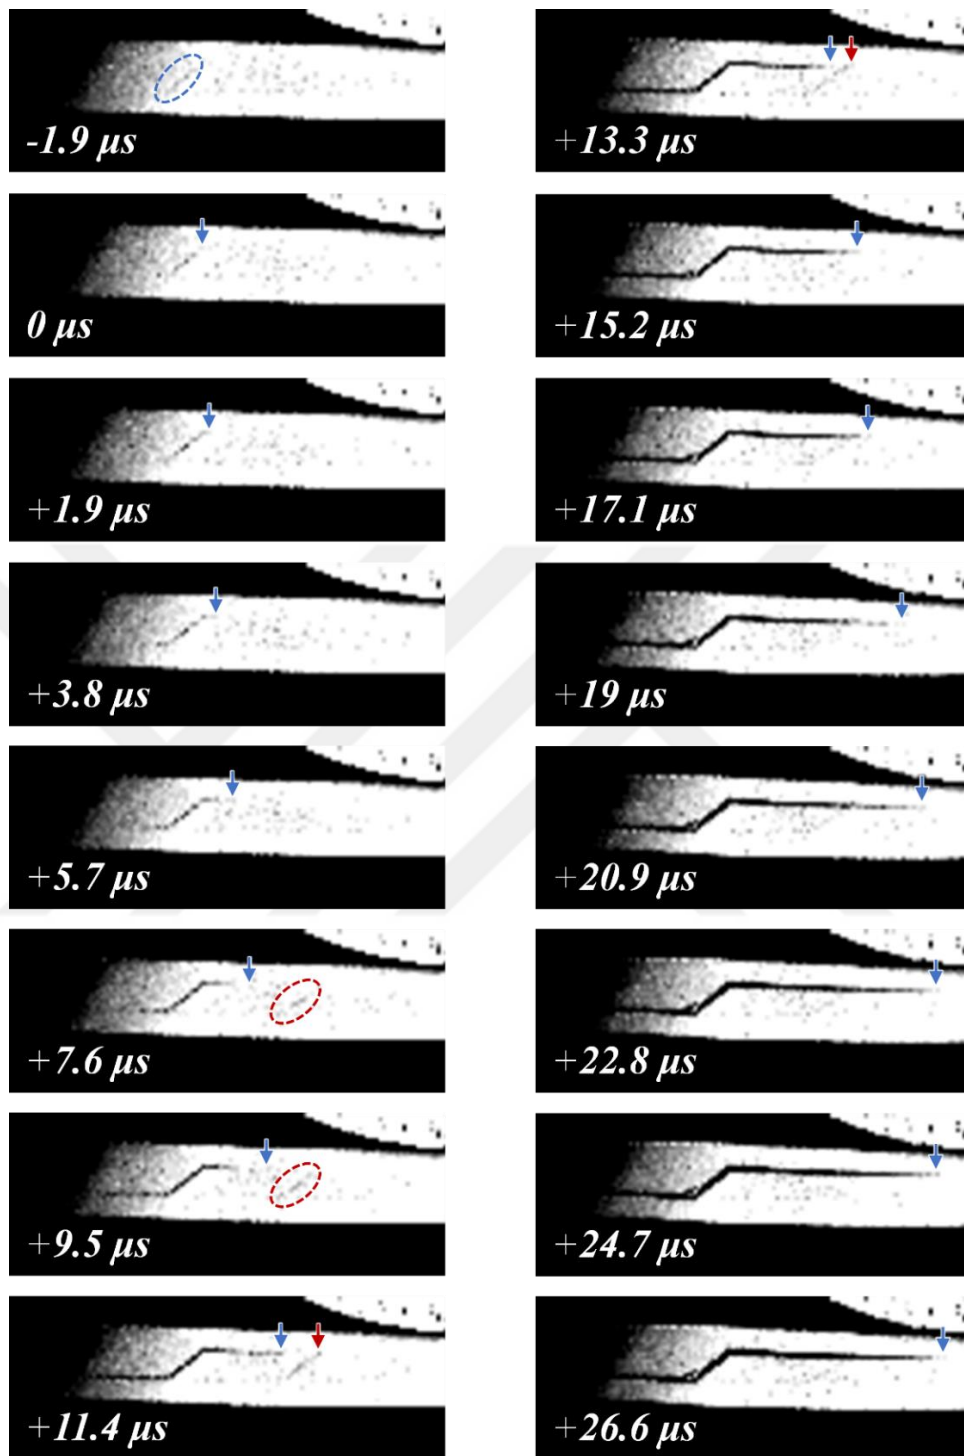 -1.9 μs
0 μs
+1.9 μs
+3.8 μs
+5.7 μs
+7.6 μs
+9.5 μs
+11.4 μs
+13.3 μs
+15.2 μs
+17.1 μs
+19 μs
+20.9 μs
+22.8 μs
+24.7 μs
+26.6 μs